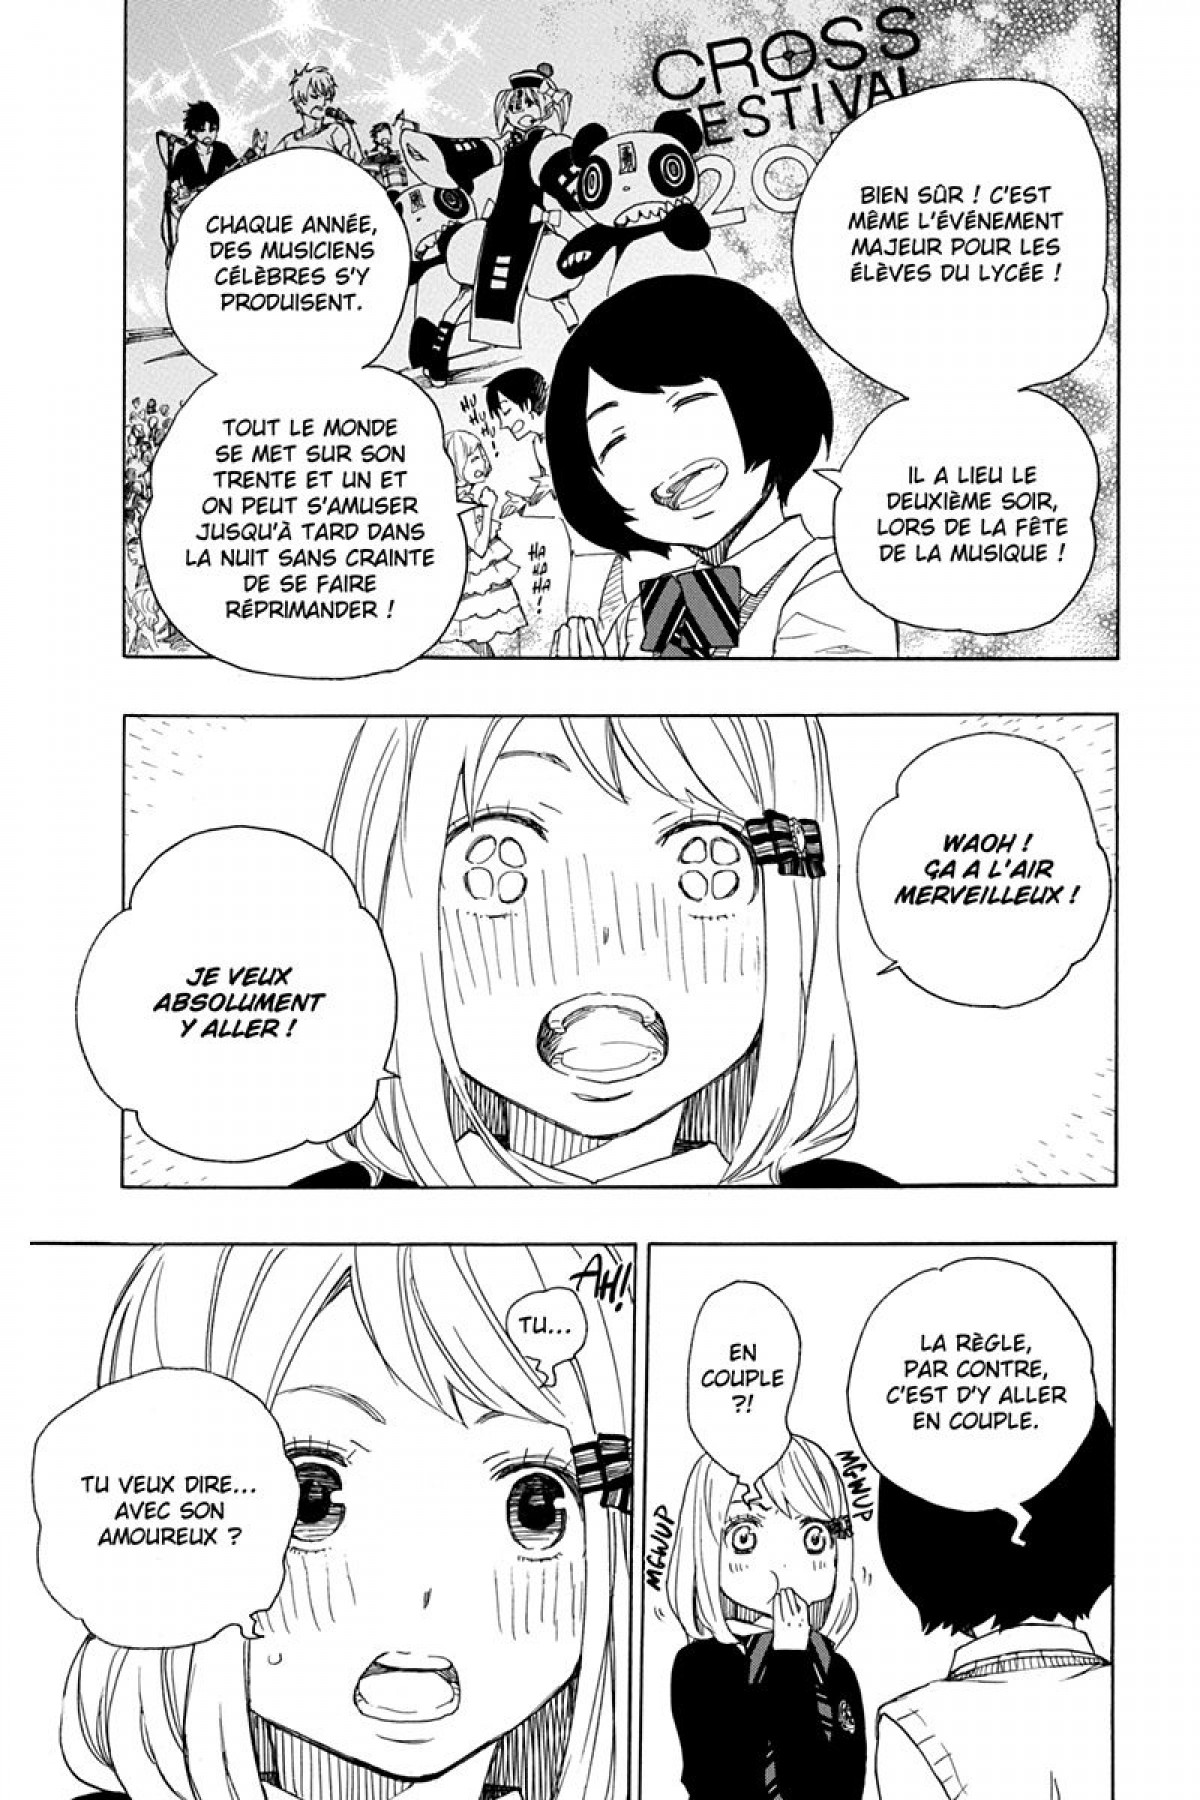 CROSS
FESTIVAL
20
BIEN SÛR ! C'EST
MÊME L'ÉVÉNEMENT
MAJEUR POUR LES
ÉLÈVES DU LYCÉE !
IL A LIEU LE
DEUXIÈME SOIR,
LORS DE LA FÊTE
DE LA MUSIQUE !
CHAQUE ANNÉE,
DES MUSICIENS
CÉLÈBRES S'Y
PRODUISENT.
TOUT LE MONDE
SE MET SUR SON
TRENTE ET UN ET
ON PEUT S'AMUSER
JUSQU'À TARD DANS
LA NUIT SANS CRAINTE
DE SE FAIRE
RÉPRIMANDER !
HU
HU
HU !
HA
HA
HA !
WAOH !
ÇA A L'AIR
MERVEILLEUX !
JE VEUX
ABSOLUMENT
Y ALLER !
LA RÈGLE,
PAR CONTRE,
C'EST D'Y ALLER
EN COUPLE.
EN
COUPLE
?!
MGWUP
MGWUP
AH!
TU...
TU VEUX DIRE...
AVEC SON
AMOUREUX ?